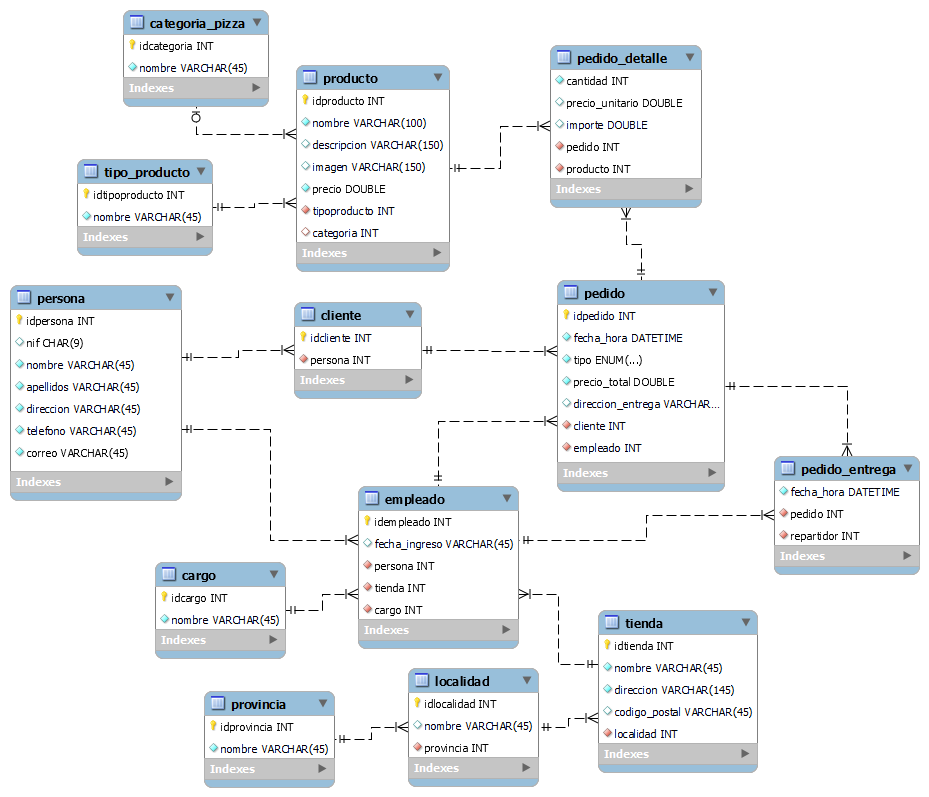 categoria_pizza
idcategoria INT
nombre VARCHAR(45)
Indexes
producto
idproducto INT
nombre VARCHAR(100)
descripcion VARCHAR(150)
imagen VARCHAR(150)
precio DOUBLE
tipoproducto INT
categoria INT
Indexes
pedido_detalle
cantidad INT
precio_unitario DOUBLE
importe DOUBLE
pedido INT
producto INT
Indexes
tipo_producto
idtipoproducto INT
nombre VARCHAR(45)
Indexes
persona
idpersona INT
nif CHAR(9)
nombre VARCHAR(45)
apellidos VARCHAR(45)
direccion VARCHAR(45)
telefono VARCHAR(45)
correo VARCHAR(45)
Indexes
cliente
idcliente INT
persona INT
Indexes
pedido
idpedido INT
fecha_hora DATETIME
tipo ENUM(...)
precio_total DOUBLE
direccion_entrega VARCHAR...
cliente INT
empleado INT
Indexes
pedido_entrega
fecha_hora DATETIME
pedido INT
repartidor INT
Indexes
empleado
idempleado INT
fecha_ingreso VARCHAR(45)
persona INT
tienda INT
cargo INT
Indexes
cargo
idcargo INT
nombre VARCHAR(45)
Indexes
tienda
idtienda INT
nombre VARCHAR(45)
direccion VARCHAR(145)
codigo_postal VARCHAR(45)
localidad INT
Indexes
localidad
idlocalidad INT
nombre VARCHAR(45)
provincia INT
Indexes
provincia
idprovincia INT
nombre VARCHAR(45)
Indexes